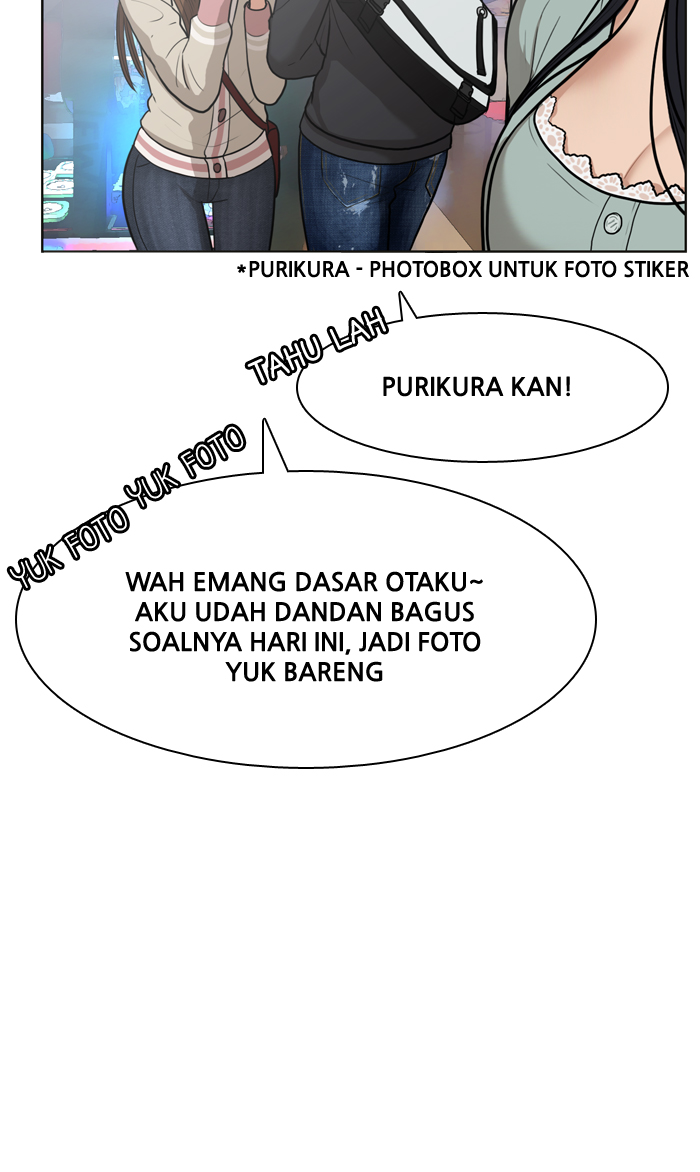 *PURIKURA - PHOTOBOX UNTUK FOTO STIKER
TAHU LAH
PURIKURA KAN!
YUK FOTO YUK FOTO
WAH EMANG DASAR OTAKU~
AKU UDAH DANDAN BAGUS
SOALNYA HARI INI, JADI FOTO
YUK BARENG